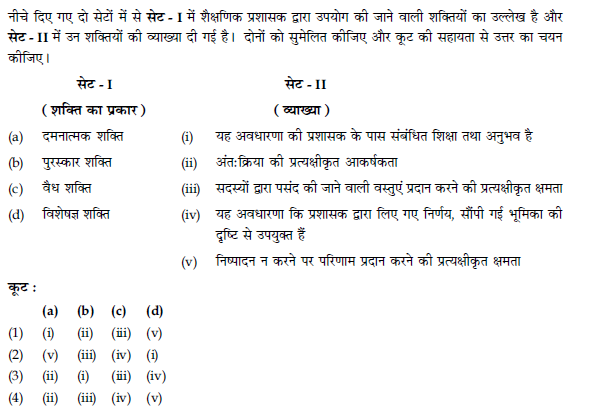 नीचे दिए गए दो सेटों में से सेट - I में शैक्षणिक प्रशासक द्वारा उपयोग की जाने वाली शक्तियों का उल्लेख है और
सेट - II में उन शक्तियों की व्याख्या दी गई है। दोनों को सुमेलित कीजिए और कूट की सहायता से उत्तर का चयन
कीजिए।
सेट - I सेट - II
( शक्ति का प्रकार ) ( व्याख्या )
(a) दमनात्मक शक्ति (i) यह अवधारणा की प्रशासक के पास संबंधित शिक्षा तथा अनुभव है
(b) पुरस्कार शक्ति (ii) अंत:क्रिया की प्रत्यक्षीकृत आकर्षकता
(c) वैध शक्ति (iii) सदस्यों द्वारा पसंद की जाने वाली वस्तुएं प्रदान करने की प्रत्यक्षीकृत क्षमता
(d) विशेषज्ञ शक्ति (iv) यह अवधारणा कि प्रशासक द्वारा लिए गए निर्णय, सौंपी गई भूमिका की
दृष्टि से उपयुक्त हैं
(v) निष्पादन न करने पर परिणाम प्रदान करने की प्रत्यक्षीकृत क्षमता
कूट :
(a) (b) (c) (d)
(1) (i) (ii) (iii) (v)
(2) (v) (iii) (iv) (i)
(3) (ii) (i) (iii) (iv)
(4) (ii) (iii) (iv) (v)